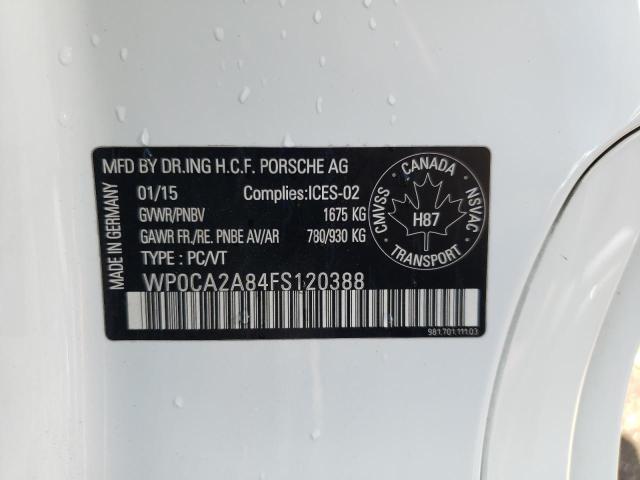 MFD BY DR.ING H.C.F. PORSCHE AG
01/15 Complies:ICES-02
GVWR/PNBV 1675 KG
GAWR FR./RE. PNBE AV/AR 780/930 KG
TYPE : PC/VT
WP0CA2A84FS120388
MADE IN GERMANY
CANADA
CMVSS
NSVAC
H87
TRANSPORT
981.701.111.03